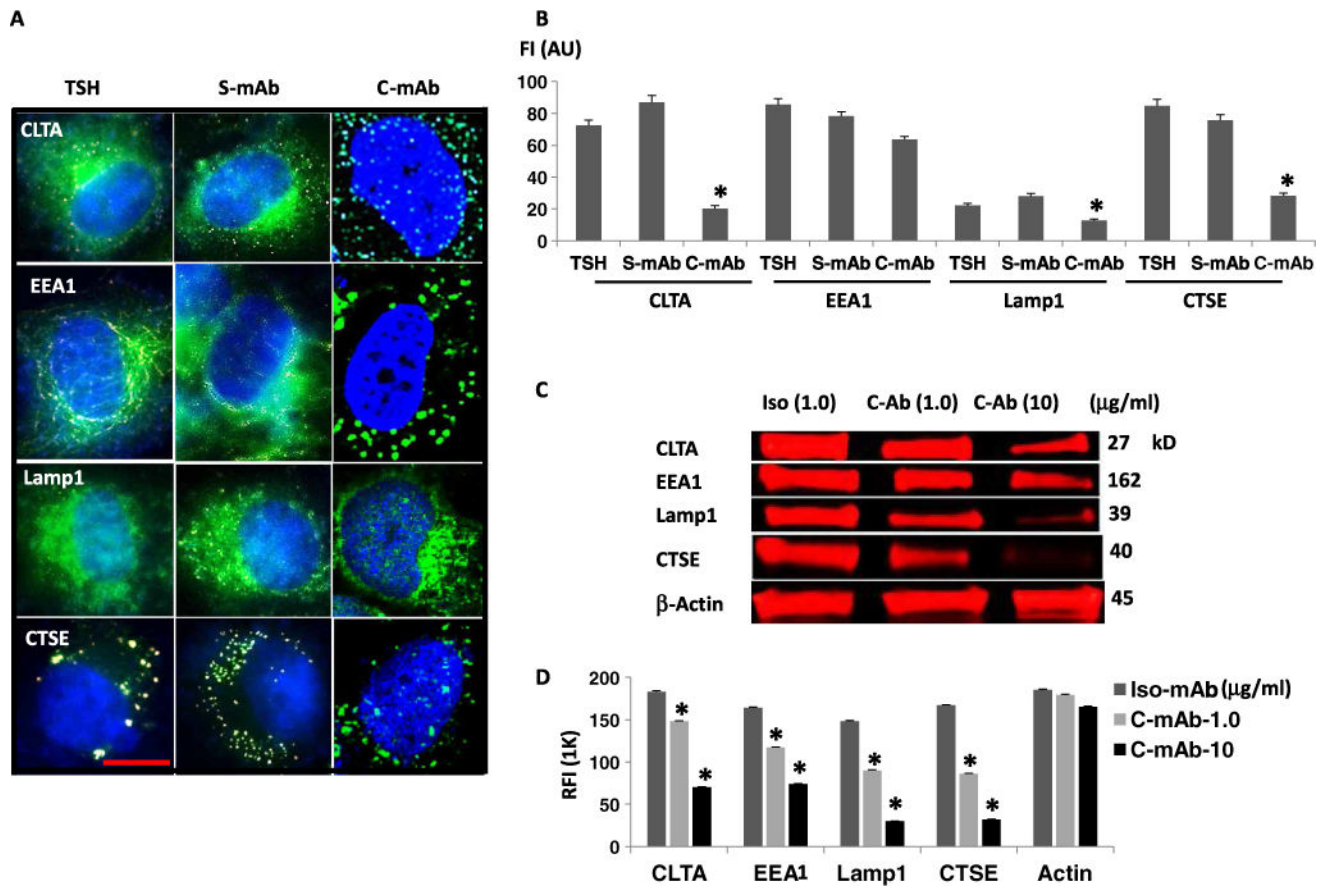 A
TSH S-mAb C-mAb
CLTA
EEA1
Lamp1
CTSE
B
FI (AU)
100
80
60
40
20
0
TSH S-mAb C-mAb TSH S-mAb C-mAb TSH S-mAb C-mAb TSH S-mAb C-mAb
CLTA EEA1 Lamp1 CTSE
* * *
C
Iso (1.0) C-Ab (1.0) C-Ab (10) (μg/ml)
CLTA 27 kD
EEA1 162
Lamp1 39
CTSE 40
β-Actin 45
D
RFI (1K)
200
150
100
50
0
* * * * * * * *
CLTA EEA1 Lamp1 CTSE Actin
Iso-mAb (μg/ml)
C-mAb-1.0
C-mAb-10